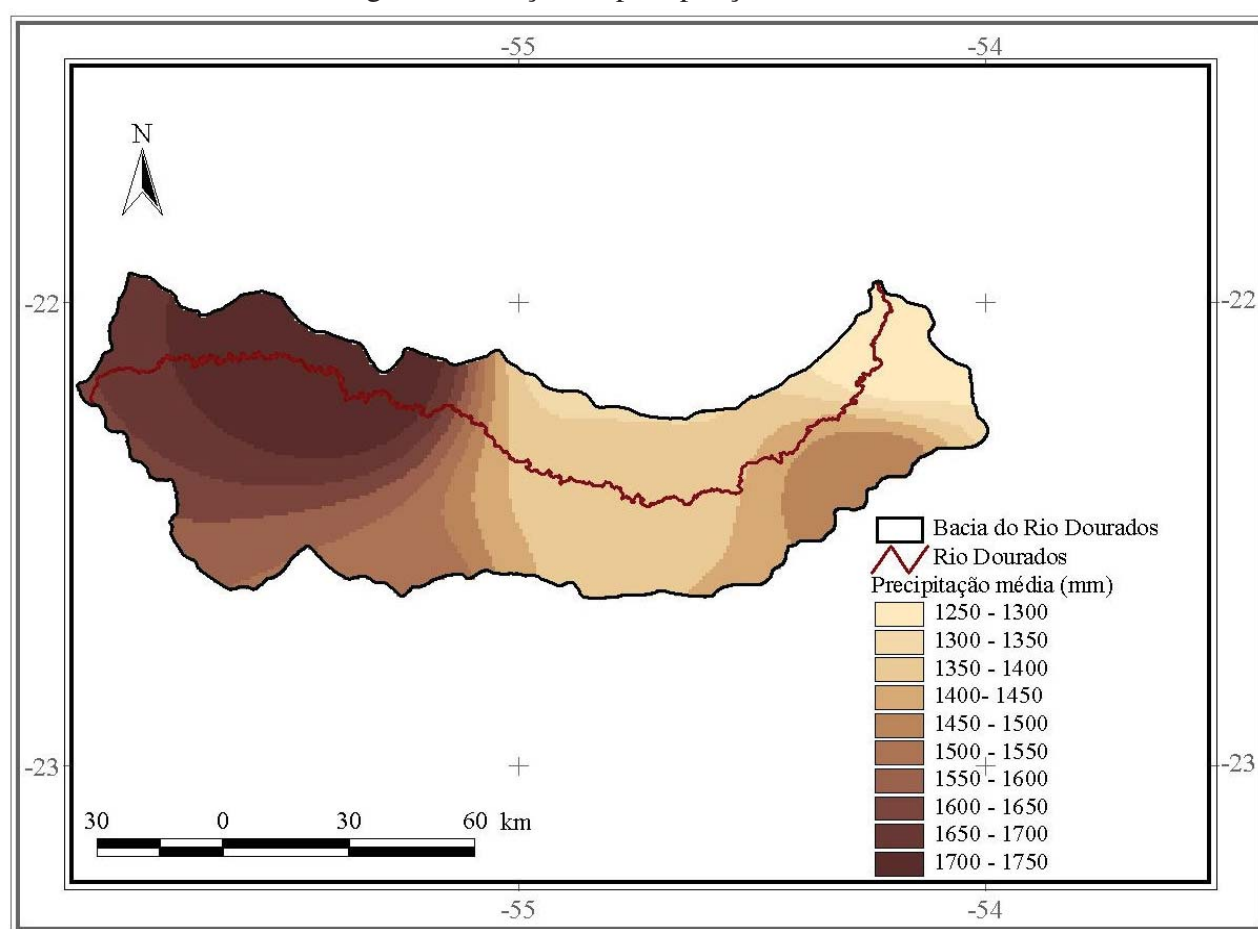 -55 -54
N
-22 -22
Bacia do Rio Dourados
Rio Dourados
Precipitação média (mm)
1250 - 1300
1300 - 1350
1350 - 1400
1400- 1450
1450 - 1500
1500 - 1550
1550 - 1600
1600 - 1650
1650 - 1700
1700 - 1750
-23 -23
30 0 30 60 km
-55 -54